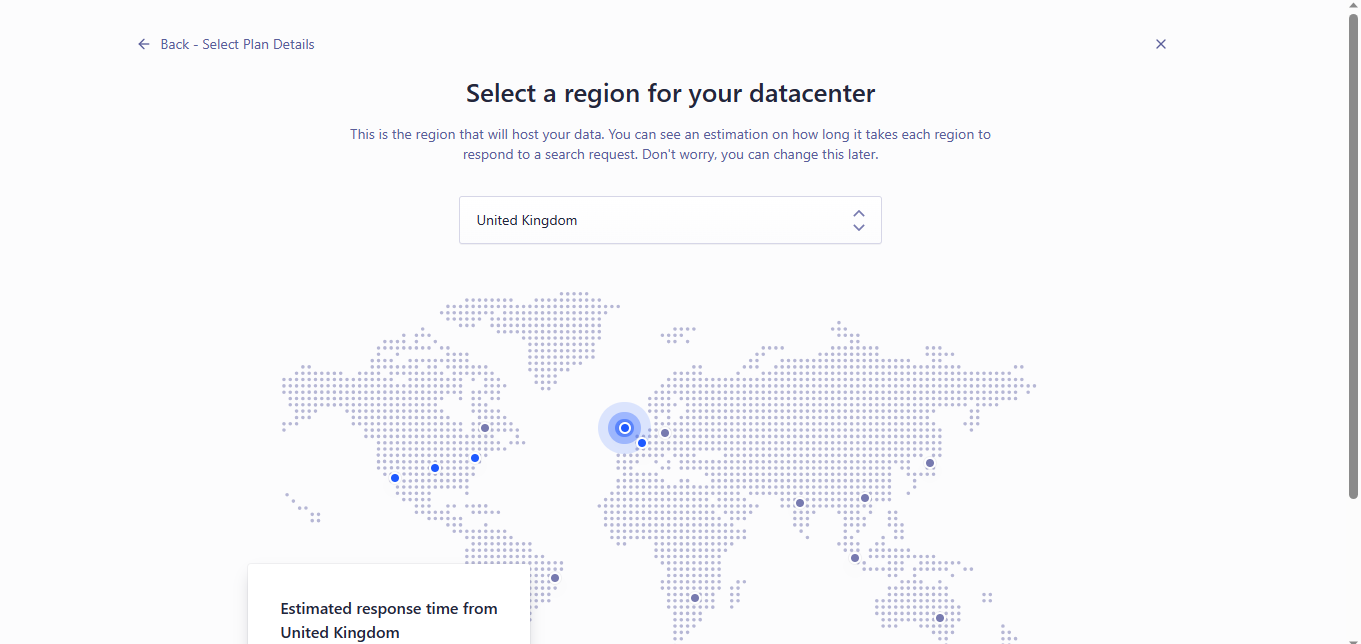 Back - Select Plan Details
Select a region for your datacenter
This is the region that will host your data. You can see an estimation on how long it takes each region to
respond to a search request. Don't worry, you can change this later.
United Kingdom
Estimated response time from
United Kingdom